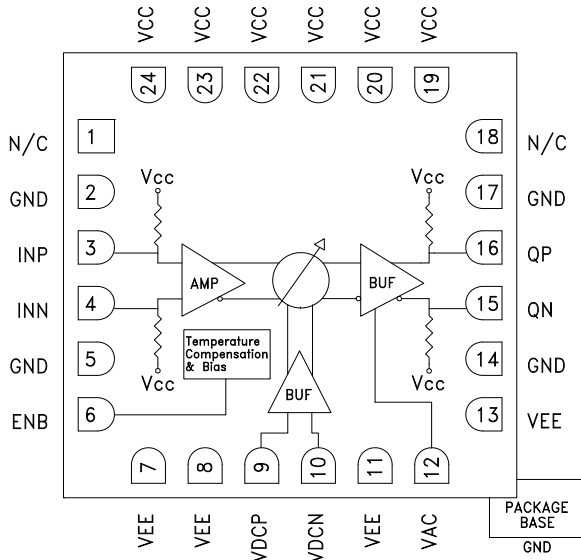 VCC VCC VCC VCC VCC VCC
24 23 22 21 20 19
N/C 1 18 N/C
GND 2 Vcc Vcc 17 GND
INP 3 16 QP
AMP BUF
INN 4 15 QN
GND 5 Temperature 14 GND
Compensation
& Bias
Vcc Vcc
ENB 6 BUF 13 VEE
7 8 9 10 11 12
VEE VEE VDCP VDCN VEE VAC
PACKAGE
BASE
GND